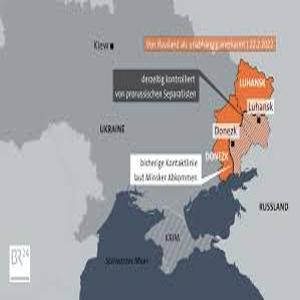 Von Russland als unabhängig anerkannt | 22.2.2022
Kiew
LUHANSK
derzeitig kontrolliert
von prorussischen Separatisten
Luhansk
UKRAINE
Donezk
DONEZK
bisherige Kontaktlinie
laut Minsker Abkommen
RUSSLAND
KRIM
Schwarzes Meer
BR24